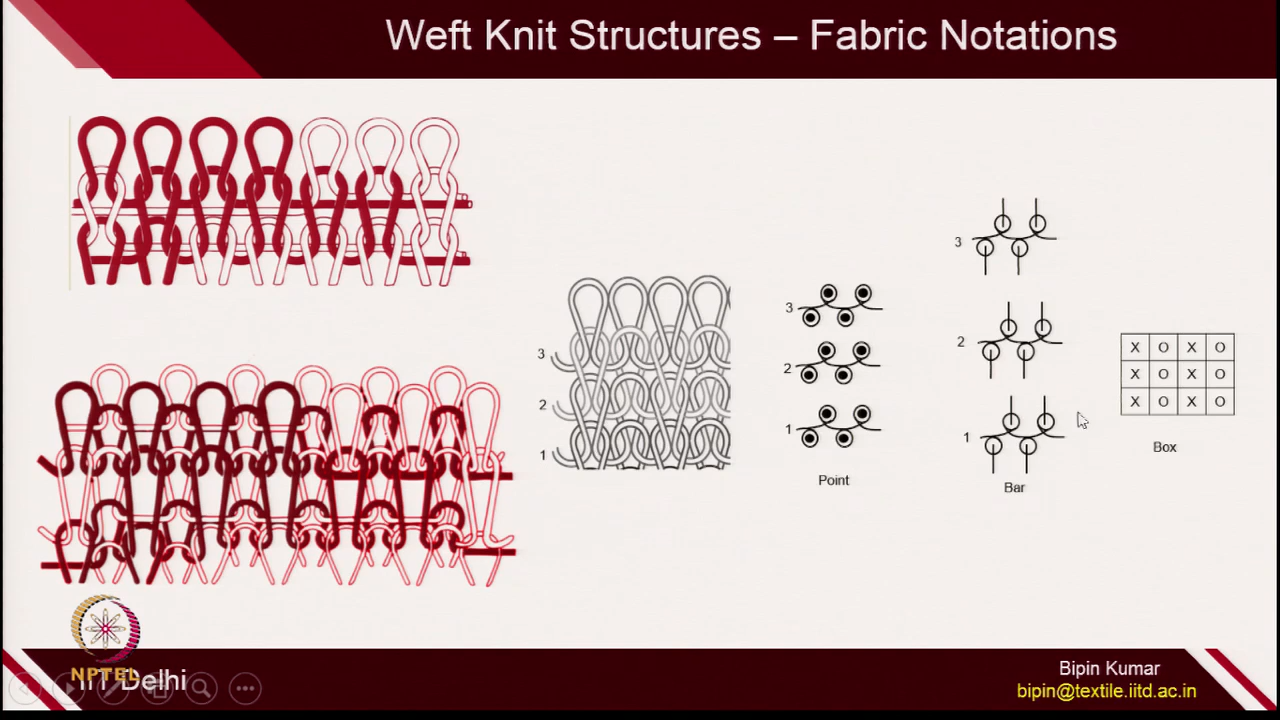 Weft Knit Structures – Fabric Notations
3
2
1
3
2
1
Point
3
2
1
Bar
X O X O
X O X O
X O X O
Box
NPTEL
IIT Delhi
Bipin Kumar
bipin@textile.iitd.ac.in